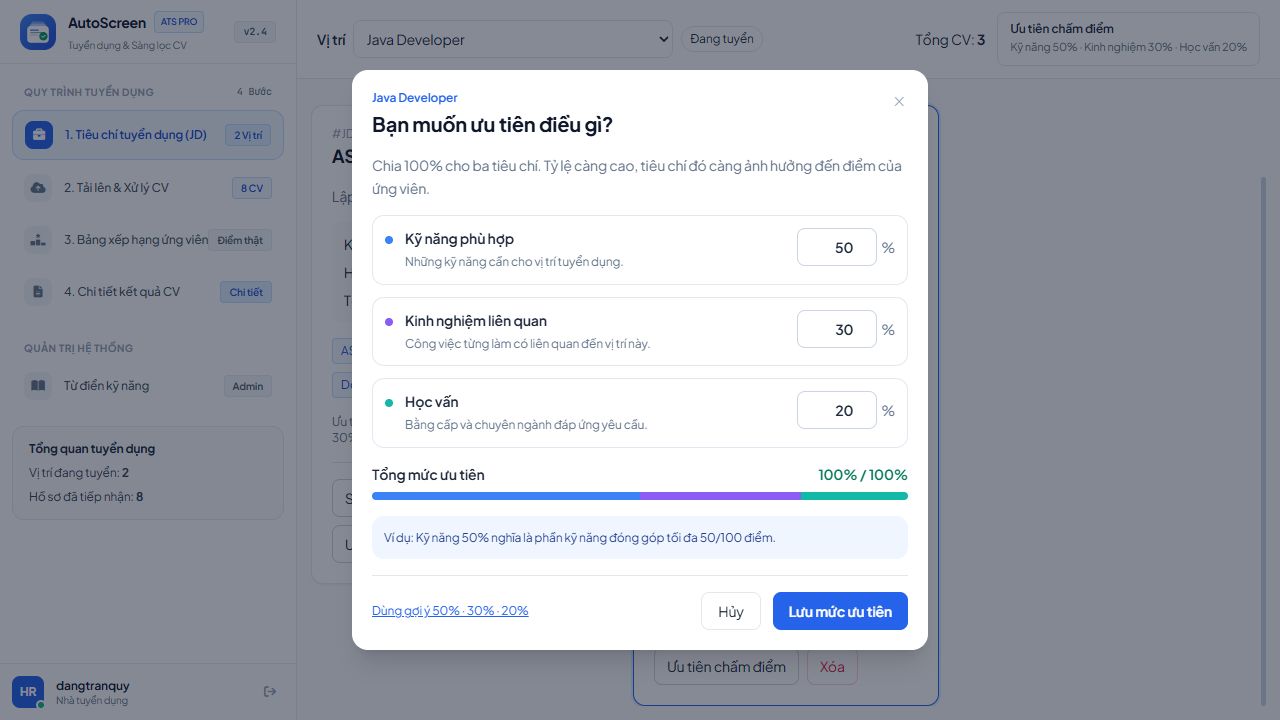 AutoScreen
ATS PRO
Tuyển dụng & Sàng lọc CV
v2.4
QUY TRÌNH TUYỂN DỤNG
4 Bước
1. Tiêu chí tuyển dụng (JD)
2 Vị trí
2. Tải lên & Xử lý CV
8 CV
3. Bảng xếp hạng ứng viên
Điểm thật
4. Chi tiết kết quả CV
Chi tiết
QUẢN TRỊ HỆ THỐNG
Từ điển kỹ năng
Admin
Tổng quan tuyển dụng
Vị trí đang tuyển: 2
Hồ sơ đã tiếp nhận: 8
HR
dangtranquy
Nhà tuyển dụng
Vị trí
Java Developer
Đang tuyển
Tổng CV: 3
Ưu tiên chấm điểm
Kỹ năng 50% · Kinh nghiệm 30% · Học vấn 20%
Java Developer
Bạn muốn ưu tiên điều gì?
Chia 100% cho ba tiêu chí. Tỷ lệ càng cao, tiêu chí đó càng ảnh hưởng đến điểm của
ứng viên.
Kỹ năng phù hợp
Những kỹ năng cần cho vị trí tuyển dụng.
50 %
Kinh nghiệm liên quan
Công việc từng làm có liên quan đến vị trí này.
30 %
Học vấn
Bằng cấp và chuyên ngành đáp ứng yêu cầu.
20 %
Tổng mức ưu tiên
100% / 100%
Ví dụ: Kỹ năng 50% nghĩa là phần kỹ năng đóng góp tối đa 50/100 điểm.
Dùng gợi ý 50% · 30% · 20%
Hủy
Lưu mức ưu tiên
Ưu tiên chấm điểm
Xóa